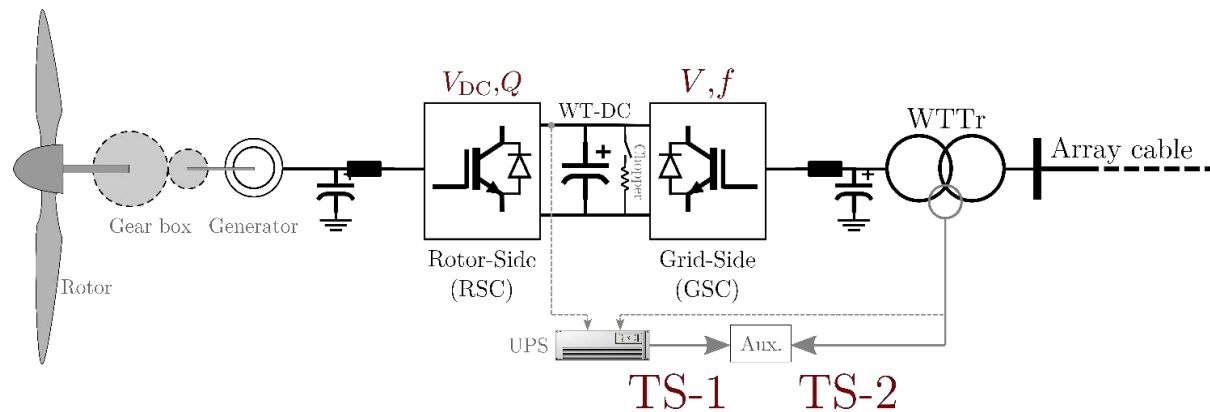 V_DC,Q
V,f
WT-DC
WTTr
Chopper
Array cable
Gear box
Generator
Rotor-Side
(RSC)
Grid-Side
(GSC)
Rotor
UPS
Aux.
TS-1
TS-2